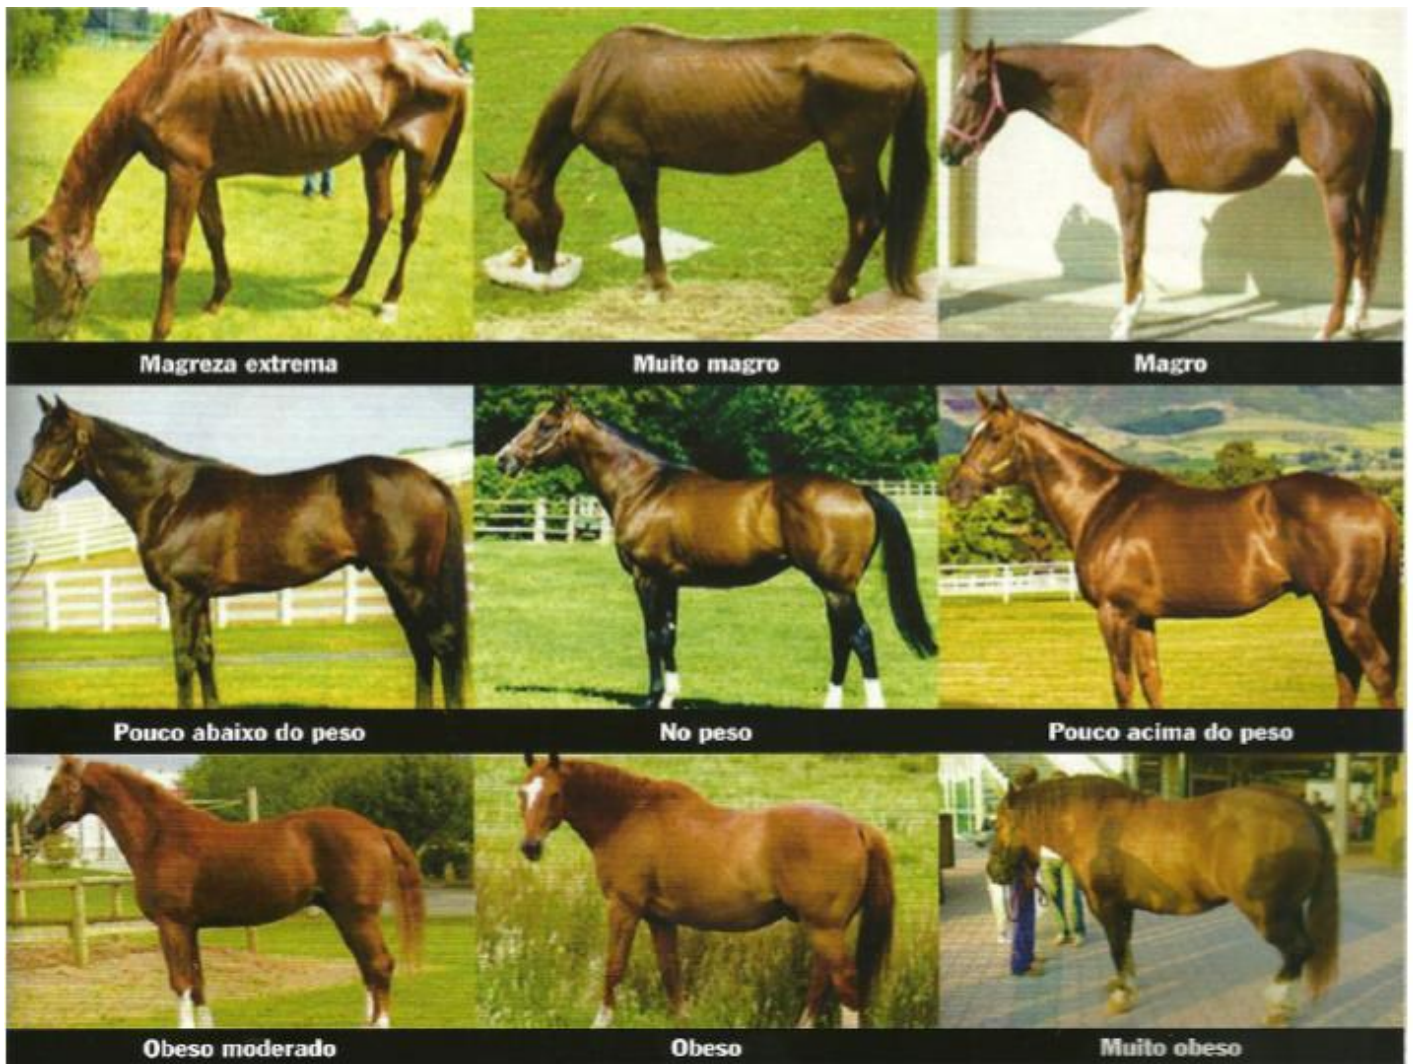 Magreza extrema
Muito magro
Magro
Pouco abaixo do peso
No peso
Pouco acima do peso
Obeso moderado
Obeso
Muito obeso